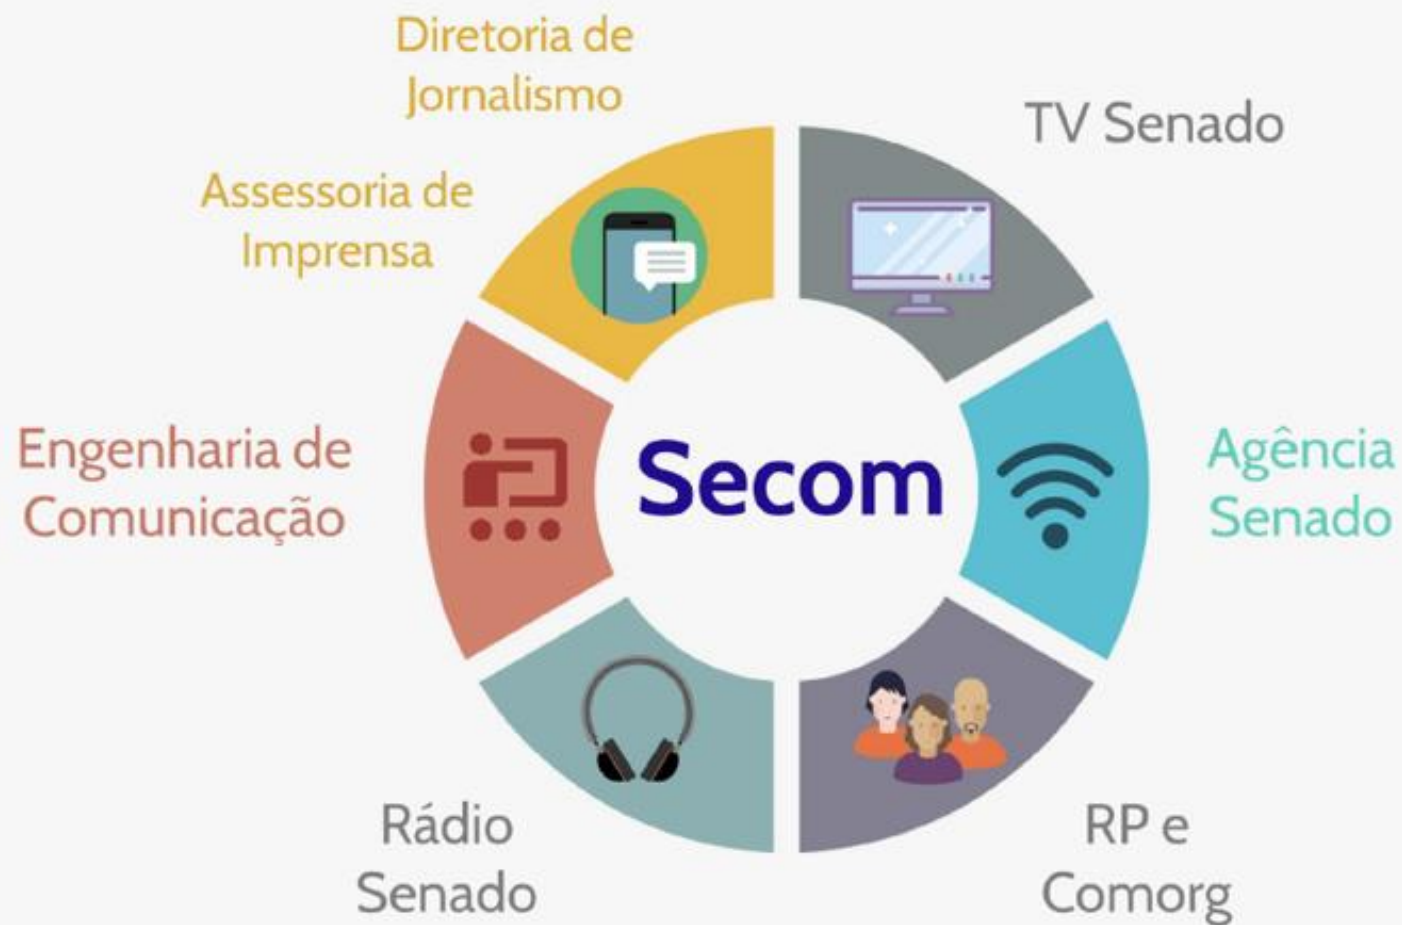 Diretoria de
Jornalismo
TV Senado
Assessoria de
Imprensa
Engenharia de
Comunicação
Secom
Agência
Senado
Rádio
Senado
RP e
Comorg